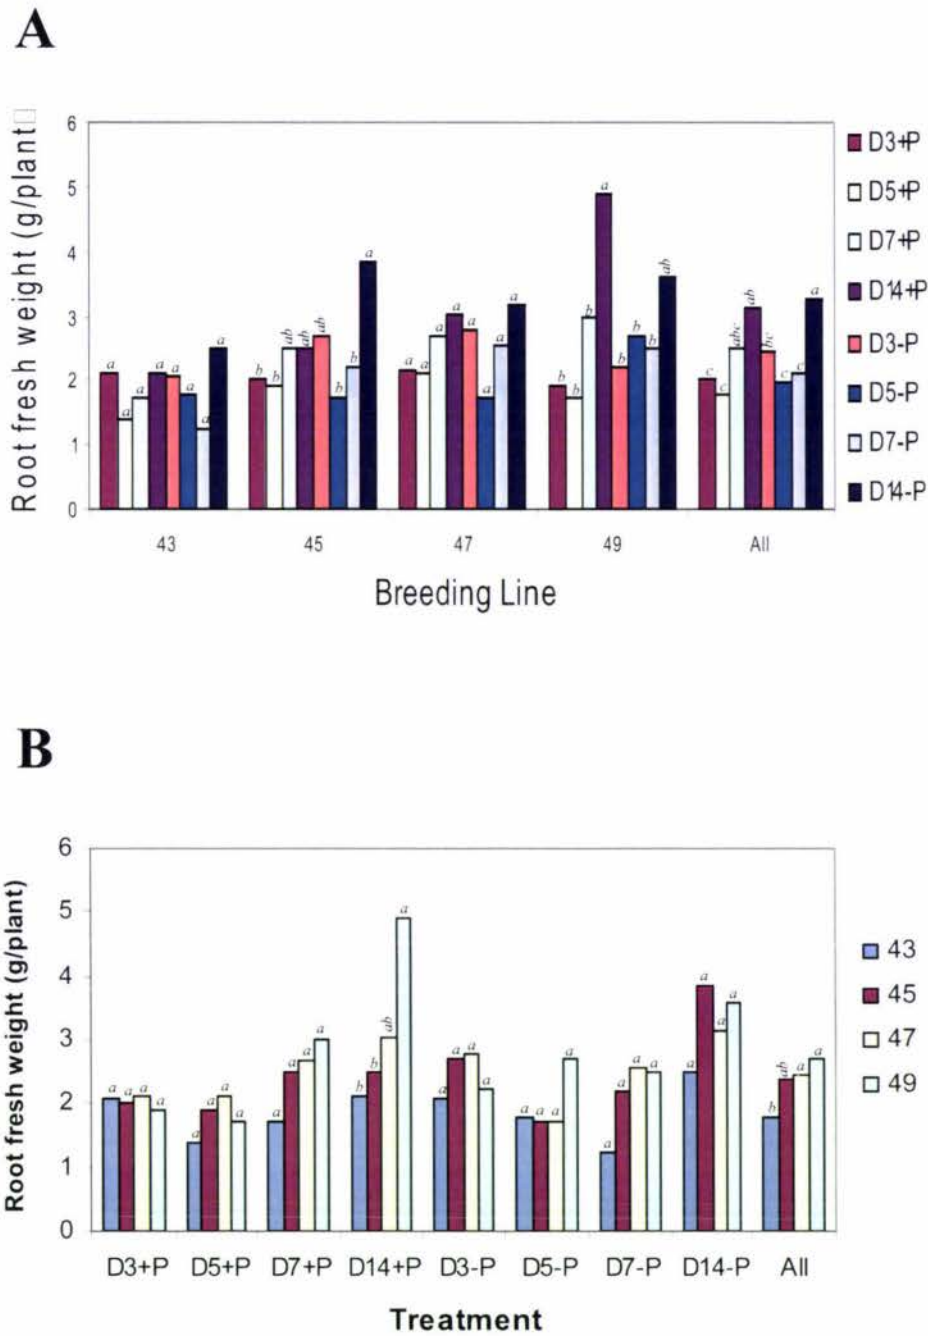 A
Root fresh weight (g/plant
6
5
4
3
2
1
0
a a a a a a a a
b b ab ab ab b b a
a a a a a a a a
b b b a b b b ab
c c abc ab bc c c a
43 45 47 49 All
Breeding Line
D3+P
D5+P
D7+P
D14+P
D3-P
D5-P
D7-P
D14-P
B
Root fresh weight (g/plant)
6
5
4
3
2
1
0
a a a a
a a a a
a a a a
b b ab a
a a a a
a a a a
a a a a
a a a a
b ab a a
D3+P D5+P D7+P D14+P D3-P D5-P D7-P D14-P All
Treatment
43
45
47
49